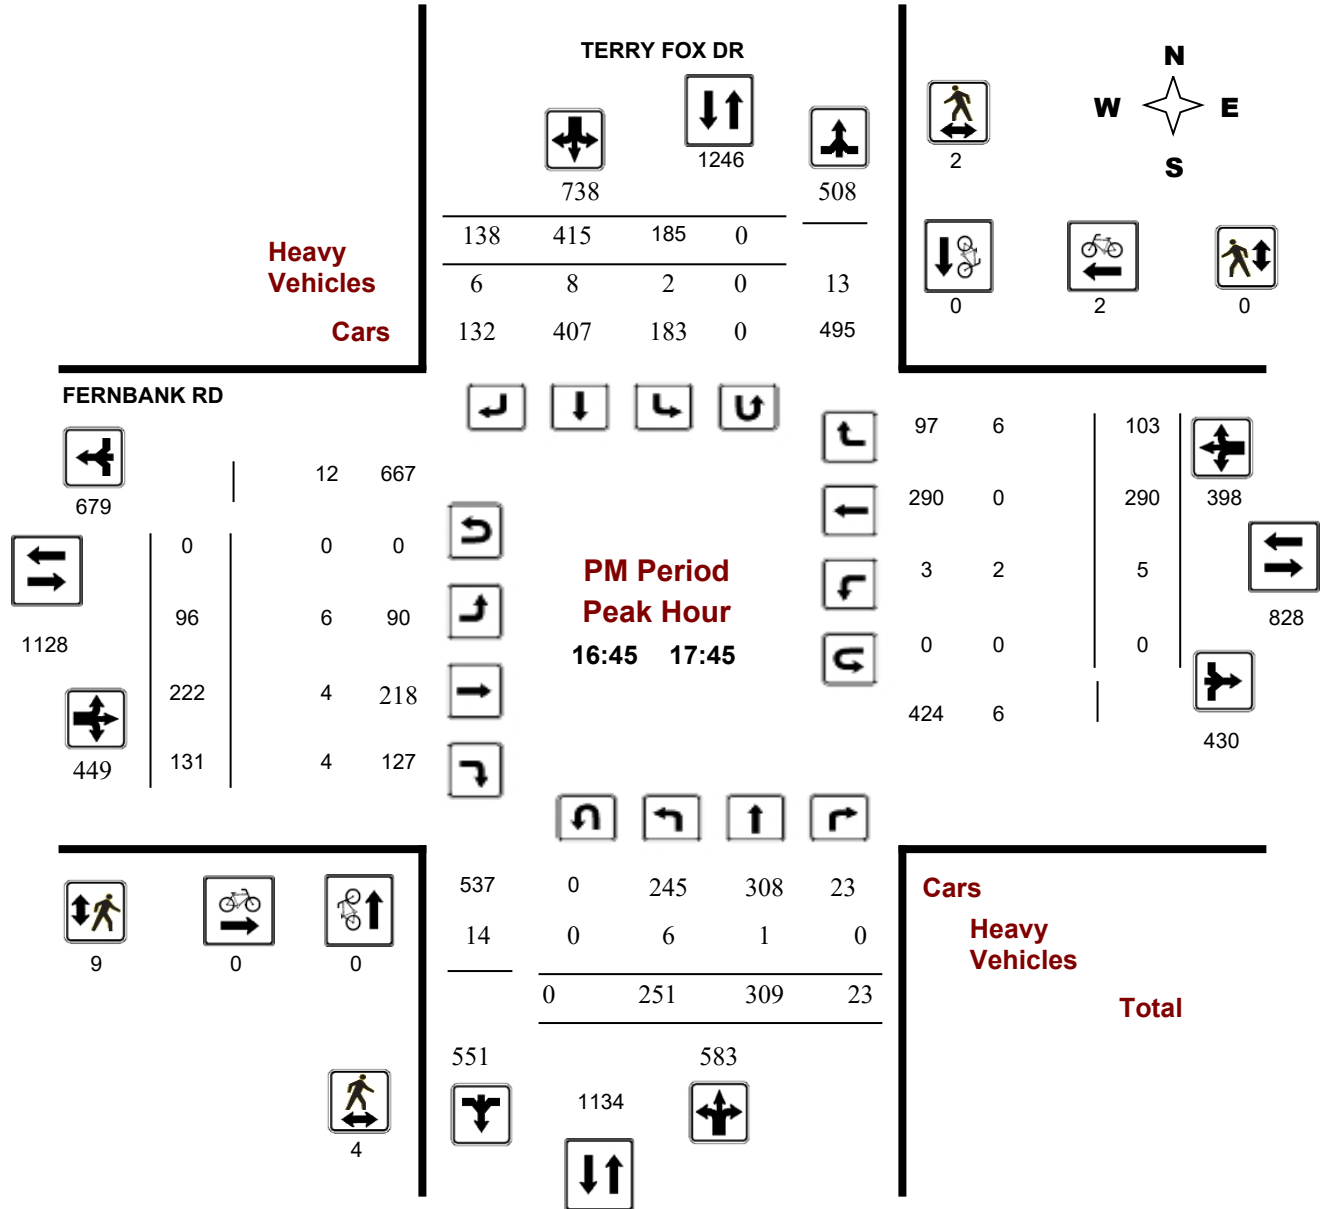 TERRY FOX DR
N
W E
S
1246
2
738 508
138 415 185 0
Heavy
Vehicles 6 8 2 0 13
0 2 0
Cars 132 407 183 0 495
FERNBANK RD
97 6 103
12 667
679
290 0 290 398
0 0 0
PM Period
3 2 5
Peak Hour
96 6 90
828
1128
16:45 17:45
0 0 0
222 4 218
424 6
430
449 131 4 127
537 0 245 308 23
Cars
14 0 6 1 0
Heavy
Vehicles
9 0 0
0 251 309 23
Total
551 583
1134
4